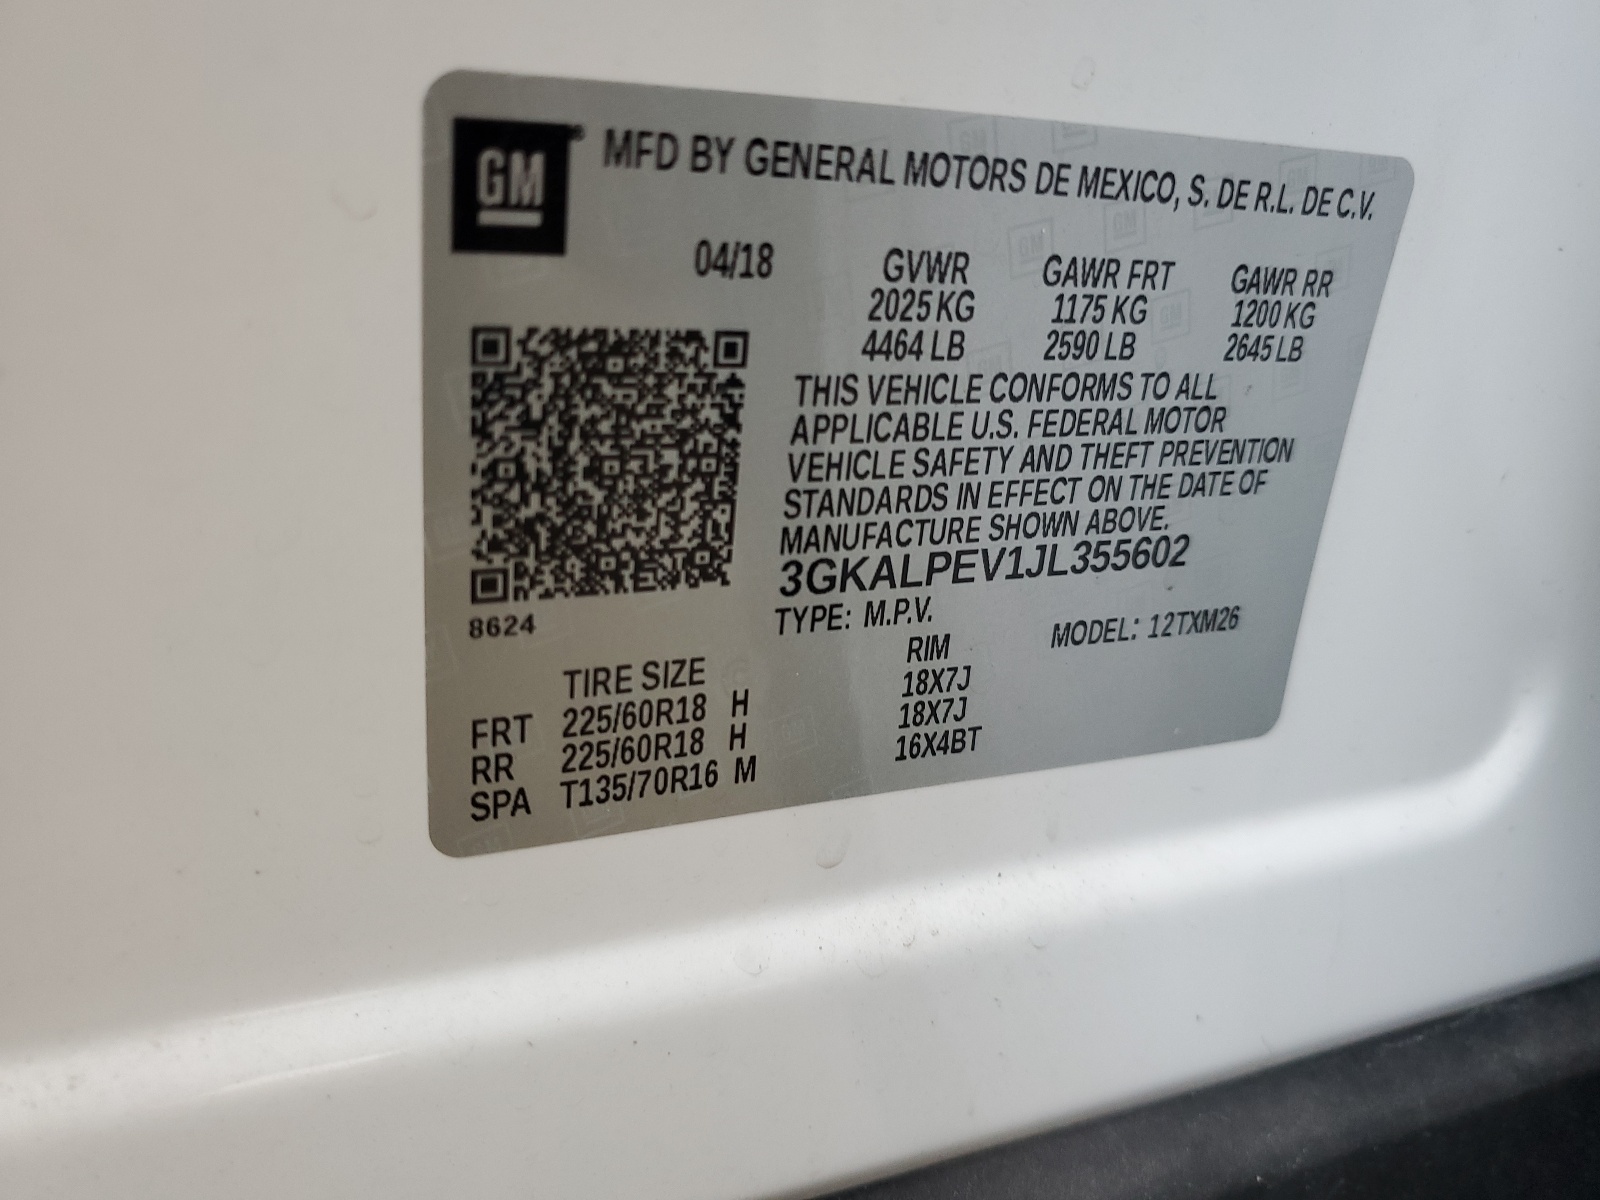 GM
MFD BY GENERAL MOTORS DE MEXICO, S. DE R.L. DE C.V.
04/18 GVWR GAWR FRT GAWR RR
2025 KG 1175 KG 1200 KG
4464 LB 2590 LB 2645 LB
THIS VEHICLE CONFORMS TO ALL
APPLICABLE U.S. FEDERAL MOTOR
VEHICLE SAFETY AND THEFT PREVENTION
STANDARDS IN EFFECT ON THE DATE OF
MANUFACTURE SHOWN ABOVE.
3GKALPEV1JL355602
8624
TYPE: M.P.V. MODEL: 12TXM26
TIRE SIZE RIM
FRT 225/60R18 H 18X7J
RR 225/60R18 H 18X7J
SPA T135/70R16 M 16X4BT